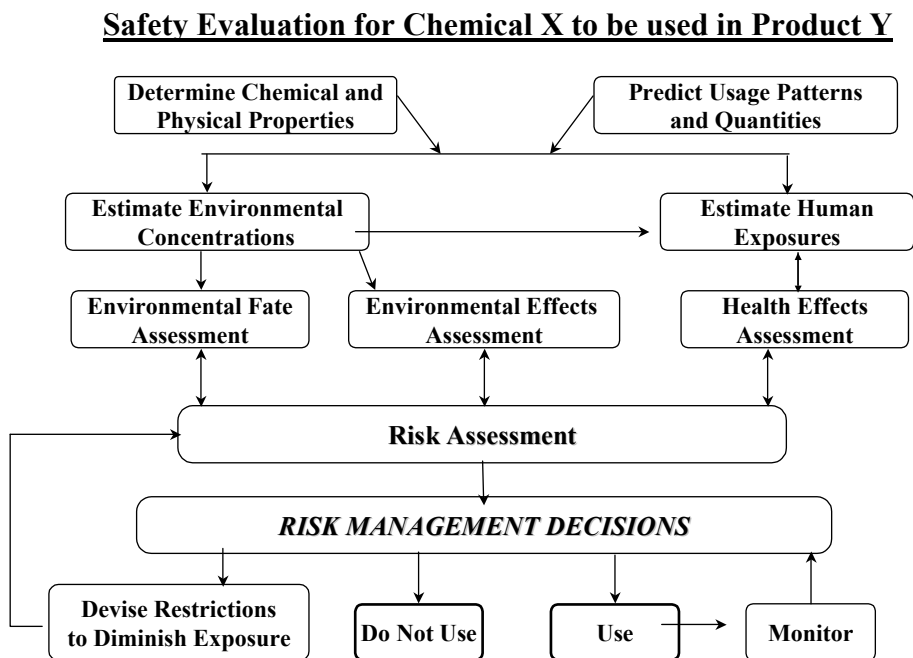 Safety Evaluation for Chemical X to be used in Product Y
Determine Chemical and
Physical Properties
Predict Usage Patterns
and Quantities
Estimate Environmental
Concentrations
Estimate Human
Exposures
Environmental Fate
Assessment
Environmental Effects
Assessment
Health Effects
Assessment
Risk Assessment
RISK MANAGEMENT DECISIONS
Devise Restrictions
to Diminish Exposure
Do Not Use
Use
Monitor